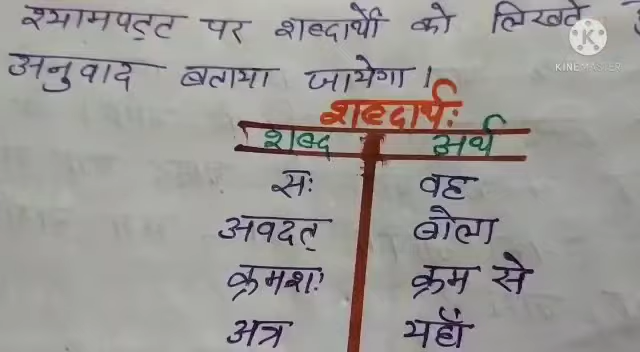 श्यामपट्ट पर शब्दार्थो को लिखते
अनुवाद बताया जायेगा।
KINEMASTER
शब्दार्थ:
शब्द अर्थ
सः वह
अवदत् बोला
क्रमशः क्रम से
अत्र यहाँ